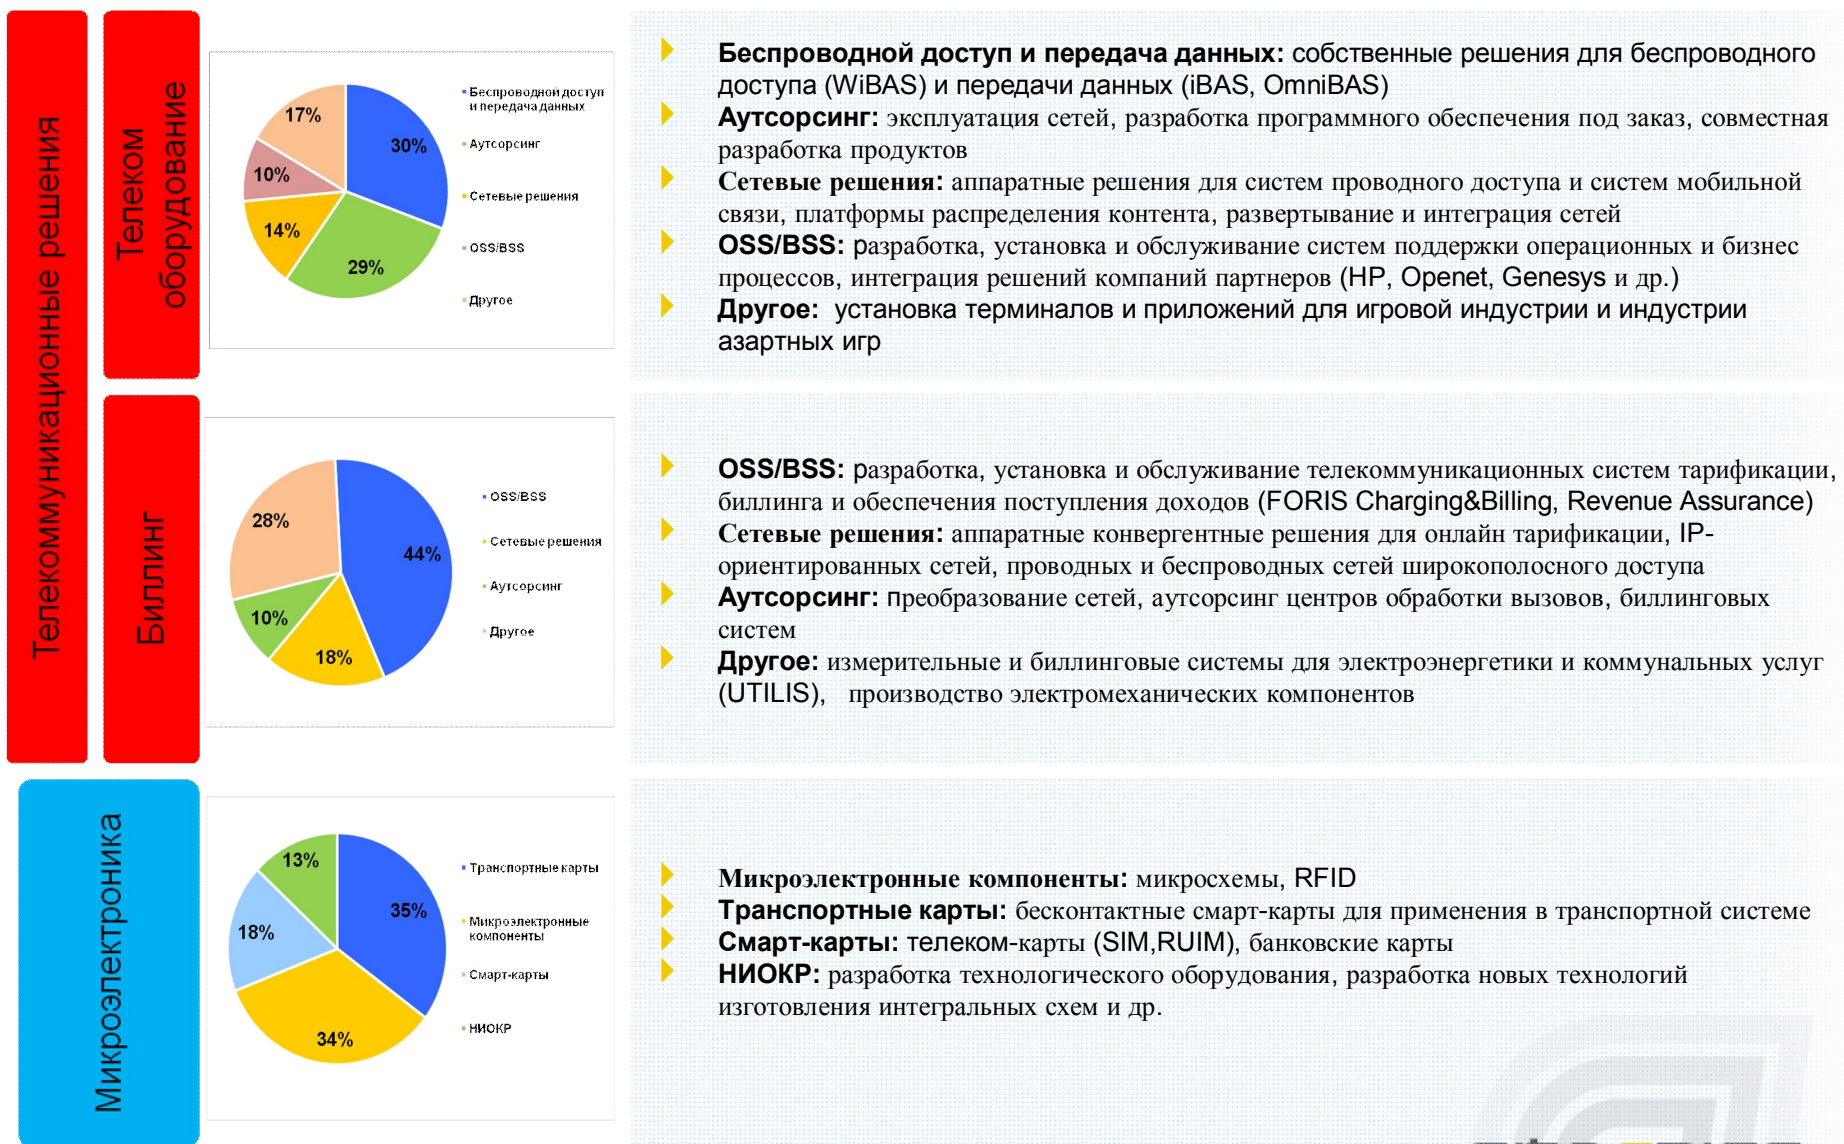 Телекоммуникационные решения
Телеком
оборудование
17%
30%
10%
14%
29%
Беспроводной доступ
и передача данных
Аутсорсинг
Сетевые решения
OSS/BSS
Другое
Беспроводной доступ и передача данных: собственные решения для беспроводного
доступа (WiBAS) и передачи данных (iBAS, OmniBAS)
Аутсорсинг: эксплуатация сетей, разработка программного обеспечения под заказ, совместная
разработка продуктов
Сетевые решения: аппаратные решения для систем проводного доступа и систем мобильной
связи, платформы распределения контента, развертывание и интеграция сетей
OSS/BSS: разработка, установка и обслуживание систем поддержки операционных и бизнес
процессов, интеграция решений компаний партнеров (HP, Openet, Genesys и др.)
Другое: установка терминалов и приложений для игровой индустрии и индустрии
азартных игр
Биллинг
28%
44%
10%
18%
OSS/BSS
Сетевые решения
Аутсорсинг
Другое
OSS/BSS: разработка, установка и обслуживание телекоммуникационных систем тарификации,
биллинга и обеспечения поступления доходов (FORIS Charging&Billing, Revenue Assurance)
Сетевые решения: аппаратные конвергентные решения для онлайн тарификации, IP-
ориентированных сетей, проводных и беспроводных сетей широкополосного доступа
Аутсорсинг: преобразование сетей, аутсорсинг центров обработки вызовов, биллинговых
систем
Другое: измерительные и биллинговые системы для электроэнергетики и коммунальных услуг
(UTILIS), производство электромеханических компонентов
Микроэлектроника
13%
35%
18%
34%
Транспортные карты
Микроэлектронные
компоненты
Смарт-карты
НИОКР
Микроэлектронные компоненты: микросхемы, RFID
Транспортные карты: бесконтактные смарт-карты для применения в транспортной системе
Смарт-карты: телеком-карты (SIM,RUIM), банковские карты
НИОКР: разработка технологического оборудования, разработка новых технологий
изготовления интегральных схем и др.